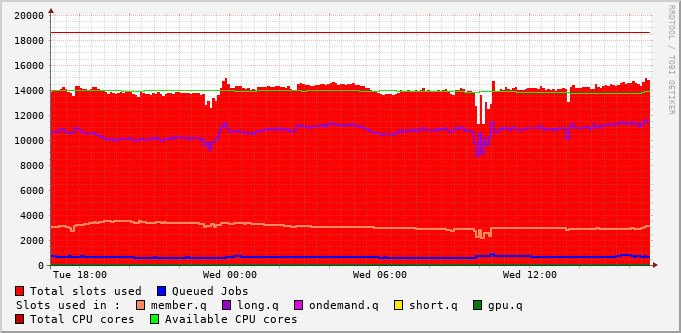 20000
18000
16000
14000
12000
10000
8000
6000
4000
2000
0
Tue 18:00 Wed 00:00 Wed 06:00 Wed 12:00
Total slots used Queued Jobs
Slots used in : member.q long.q ondemand.q short.q gpu.q
Total CPU cores Available CPU cores
RRDTOOL / TOBI OETIKER